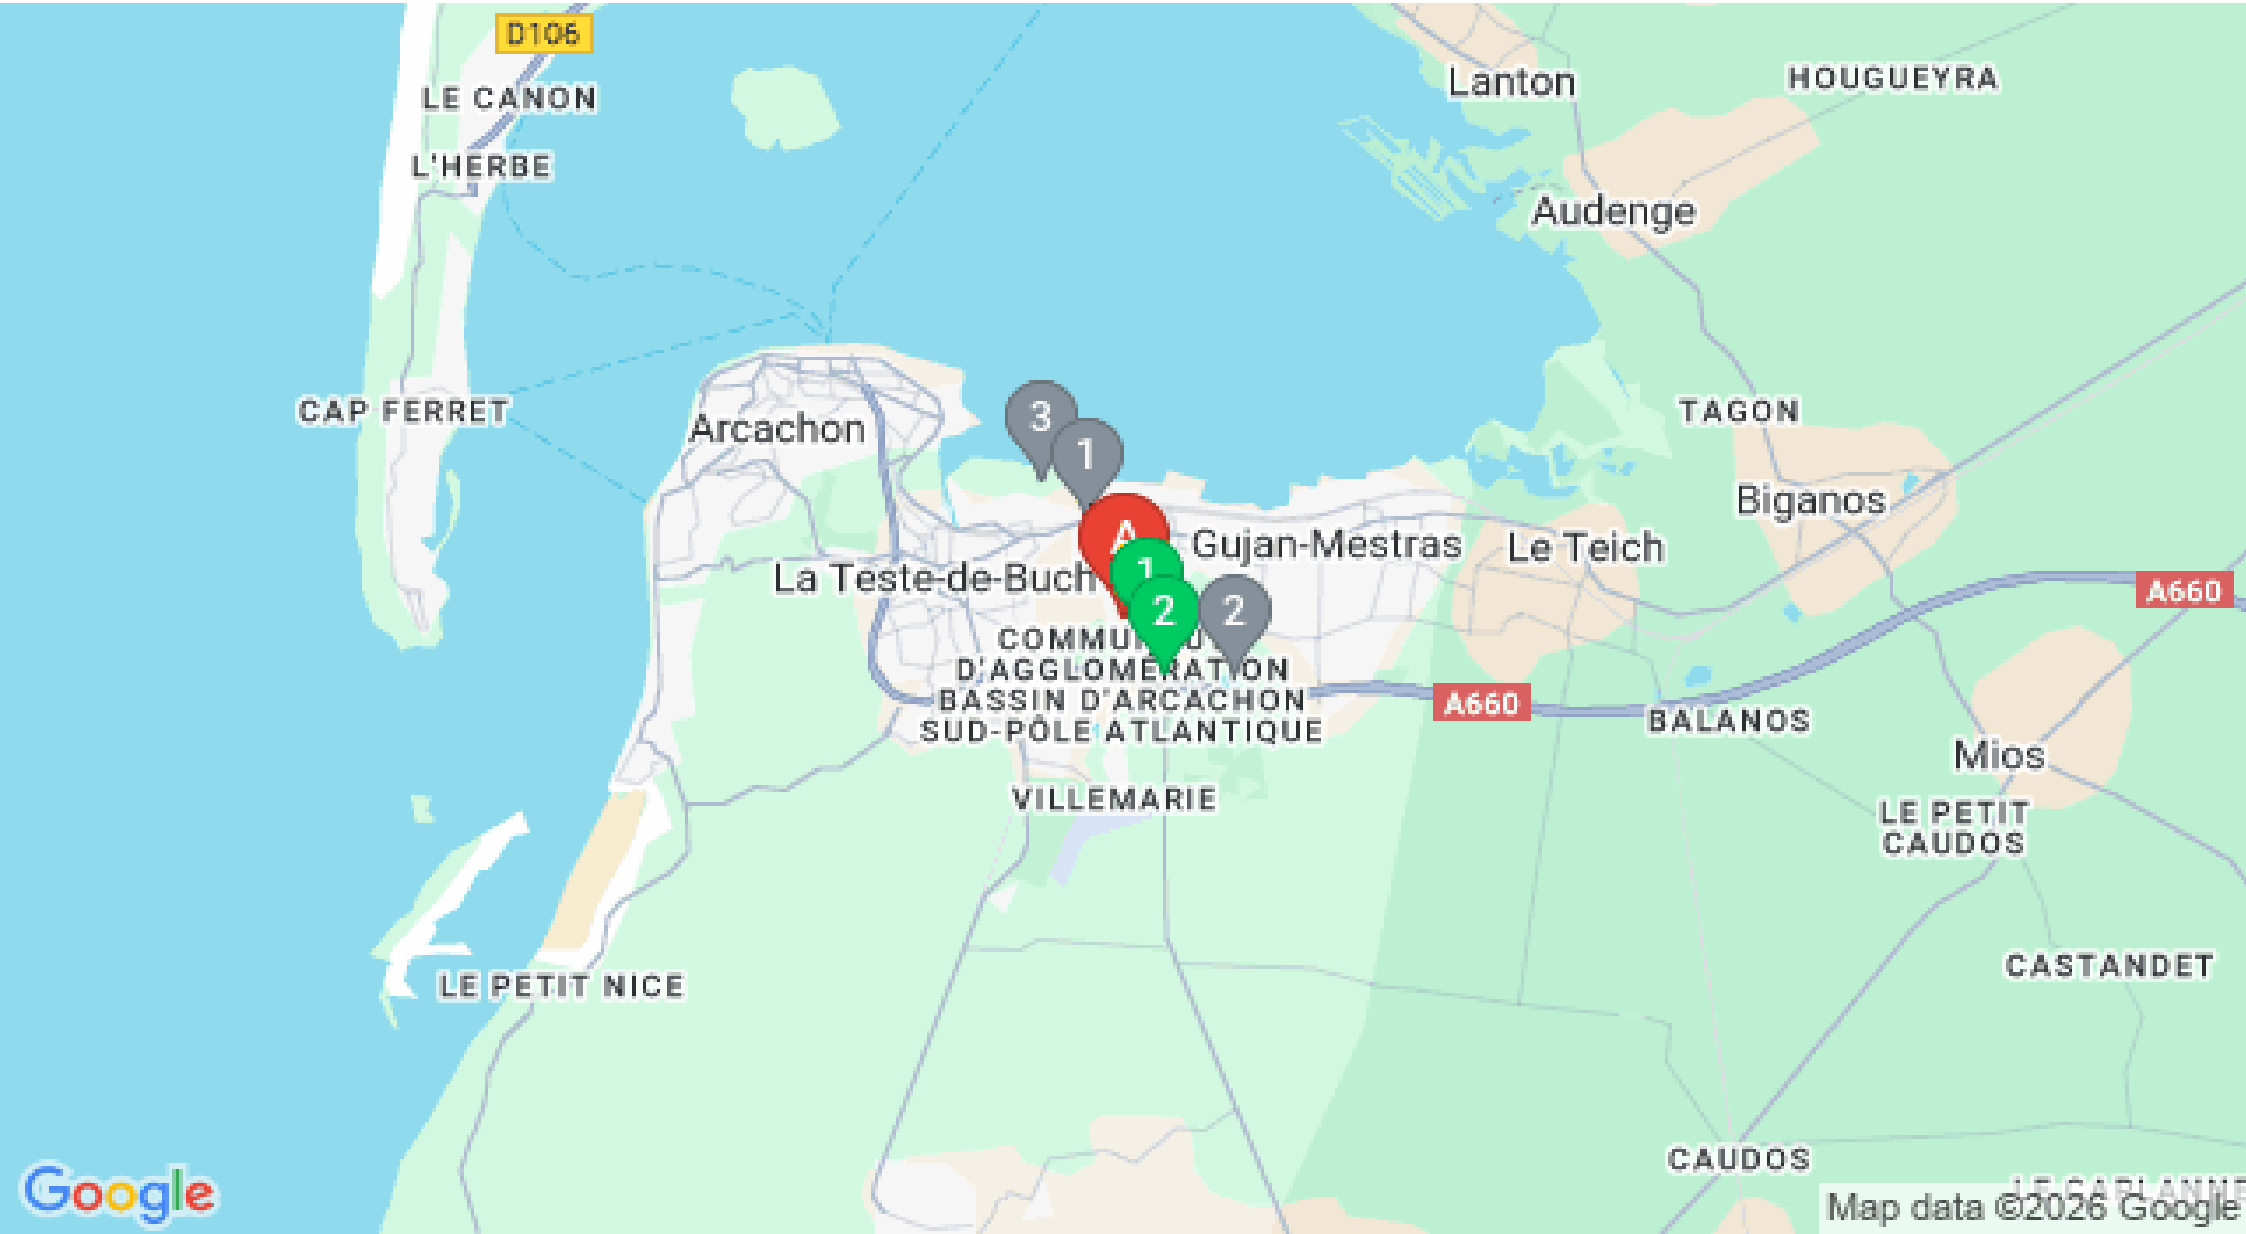 D106
LE CANON
L'HERBE
Lanton
HOUGUEYRA
Audenge
CAP FERRET
Arcachon
3
1
TAGON
Biganos
A
Gujan-Mestras
Le Teich
La Teste-de-Buch
1
2
2
A660
D'AGGLOMÉRATION
BASSIN D'ARCACHON
SUD-PÔLE ATLANTIQUE
A660
BALANOS
Mios
VILLEMARIE
LE PETIT
CAUDOS
LE PETIT NICE
CASTANDET
CAUDOS
Google
Map data ©2026 Google